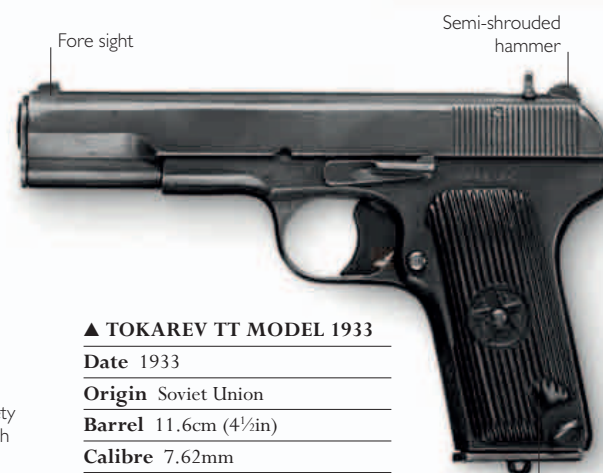 Fore sight
Semi-shrouded
hammer
▲ TOKAREV TT MODEL 1933
Date 1933
Origin Soviet Union
Barrel 11.6cm (4½in)
Calibre 7.62mm